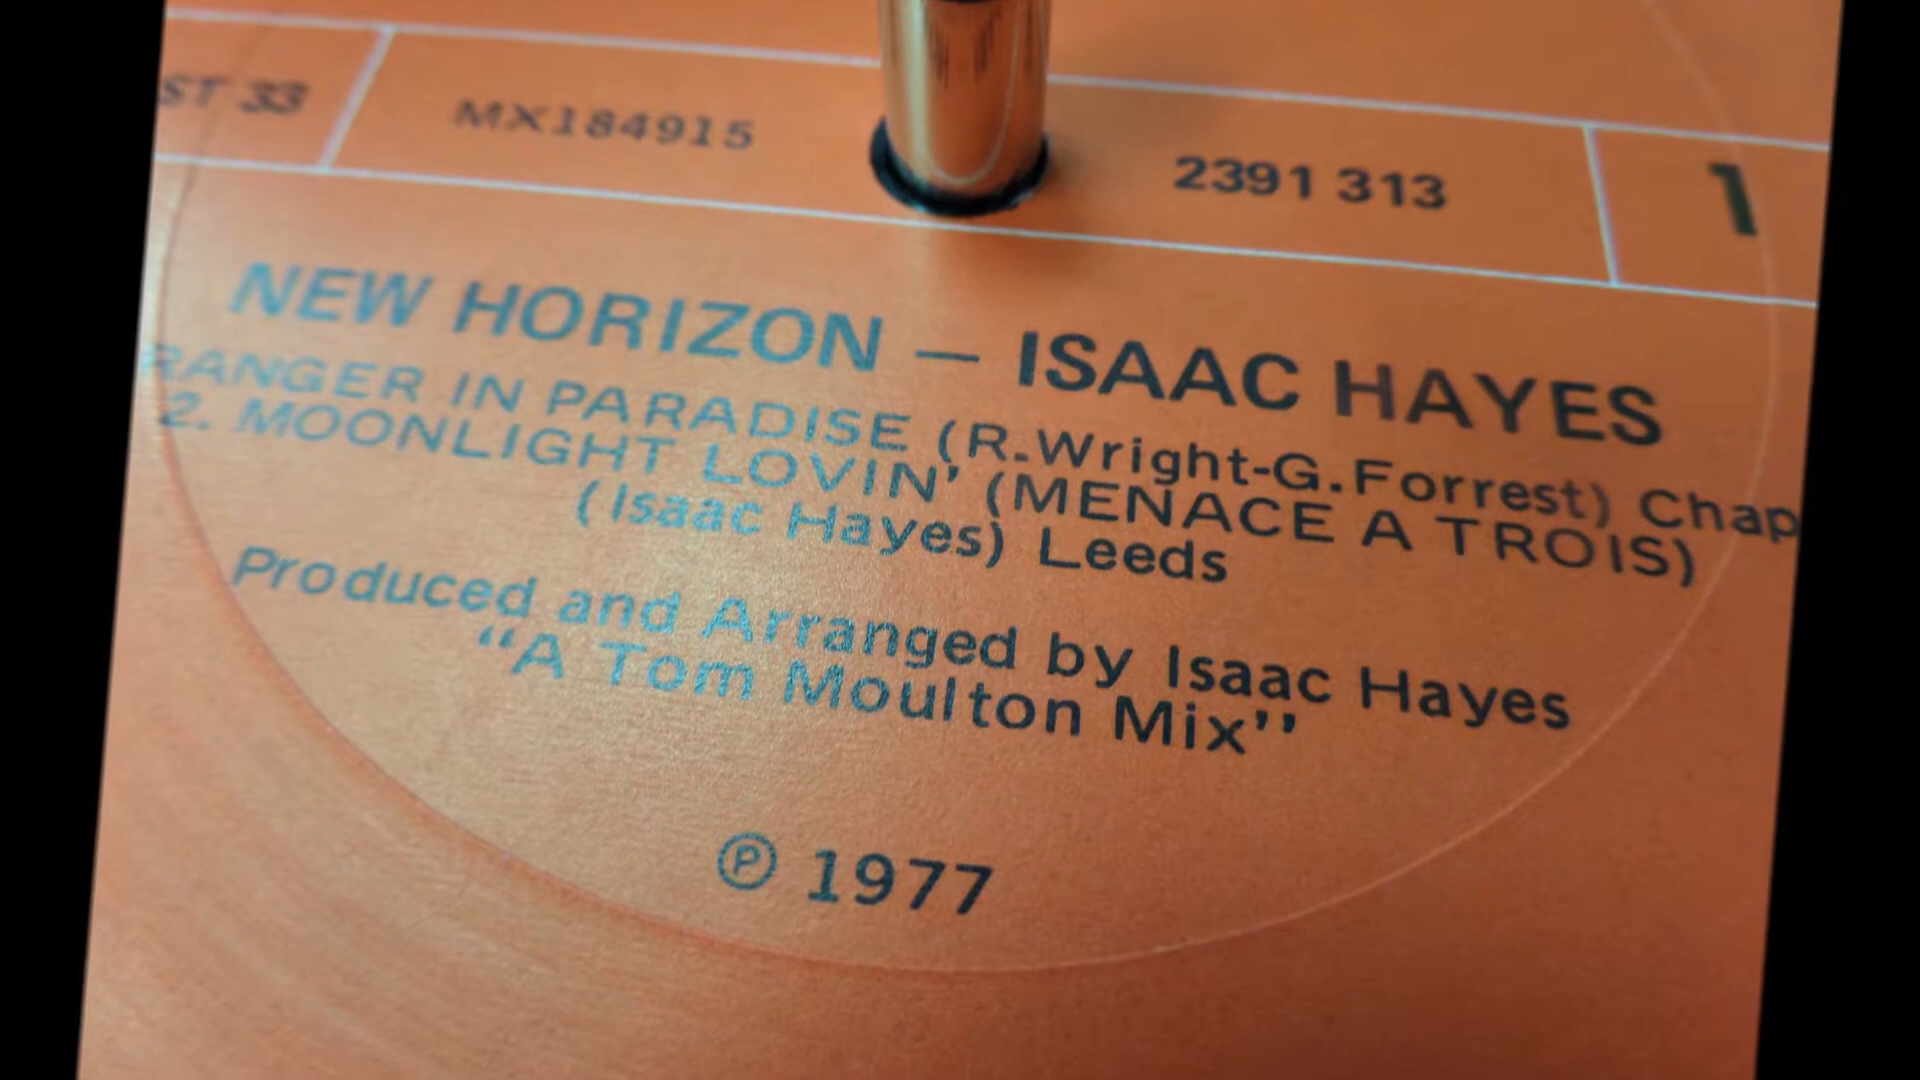 ST 33
MX184915
2391 313
1
NEW HORIZON — ISAAC HAYES
RANGER IN PARADISE (R.Wright-G.Forrest) Chap
2. MOONLIGHT LOVIN' (MENACE A TROIS)
(Isaac Hayes) Leeds
Produced and Arranged by Isaac Hayes
“A Tom Moulton Mix”
Ⓟ 1977